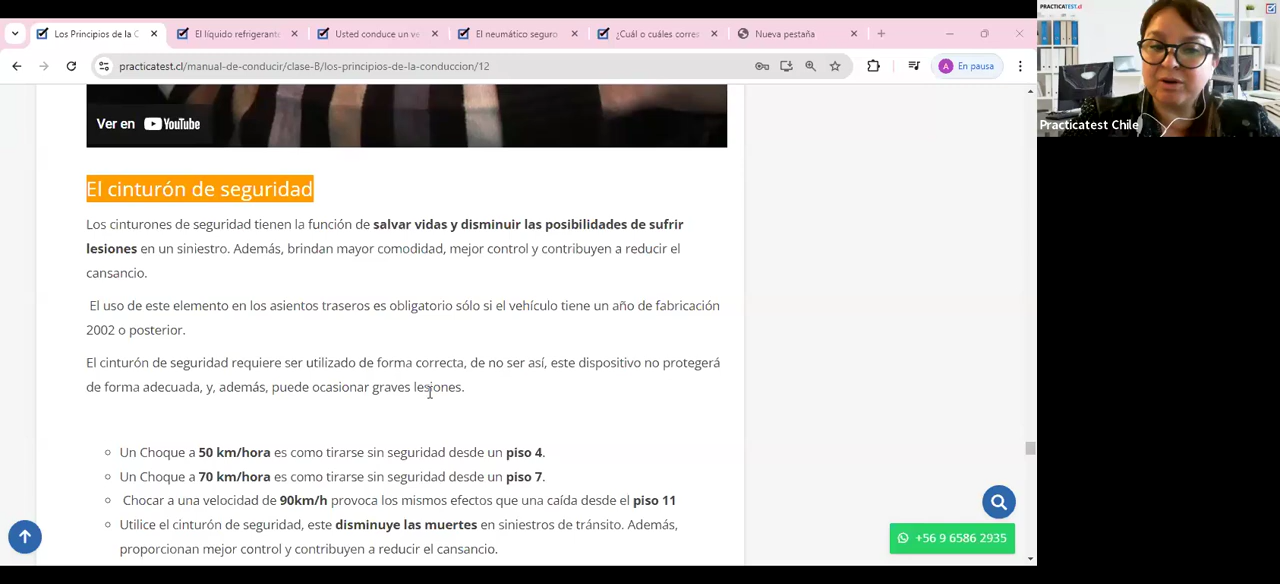 Los Principios de la C
El líquido refrigerante
Usted conduce un ve
El neumático seguro
¿Cuál o cuáles corres
Nueva pestaña
practicatest.cl/manual-de-conducir/clase-B/los-principios-de-la-conduccion/12
A En pausa
PRACTICATEST.cl
Practicatest Chile
Ver en YouTube
El cinturón de seguridad
Los cinturones de seguridad tienen la función de salvar vidas y disminuir las posibilidades de sufrir
lesiones en un siniestro. Además, brindan mayor comodidad, mejor control y contribuyen a reducir el
cansancio.
El uso de este elemento en los asientos traseros es obligatorio sólo si el vehículo tiene un año de fabricación
2002 o posterior.
El cinturón de seguridad requiere ser utilizado de forma correcta, de no ser así, este dispositivo no protegerá
de forma adecuada, y, además, puede ocasionar graves lesiones.
Un Choque a 50 km/hora es como tirarse sin seguridad desde un piso 4.
Un Choque a 70 km/hora es como tirarse sin seguridad desde un piso 7.
Chocar a una velocidad de 90km/h provoca los mismos efectos que una caída desde el piso 11
Utilice el cinturón de seguridad, este disminuye las muertes en siniestros de tránsito. Además,
proporcionan mejor control y contribuyen a reducir el cansancio.
+56 9 6586 2935